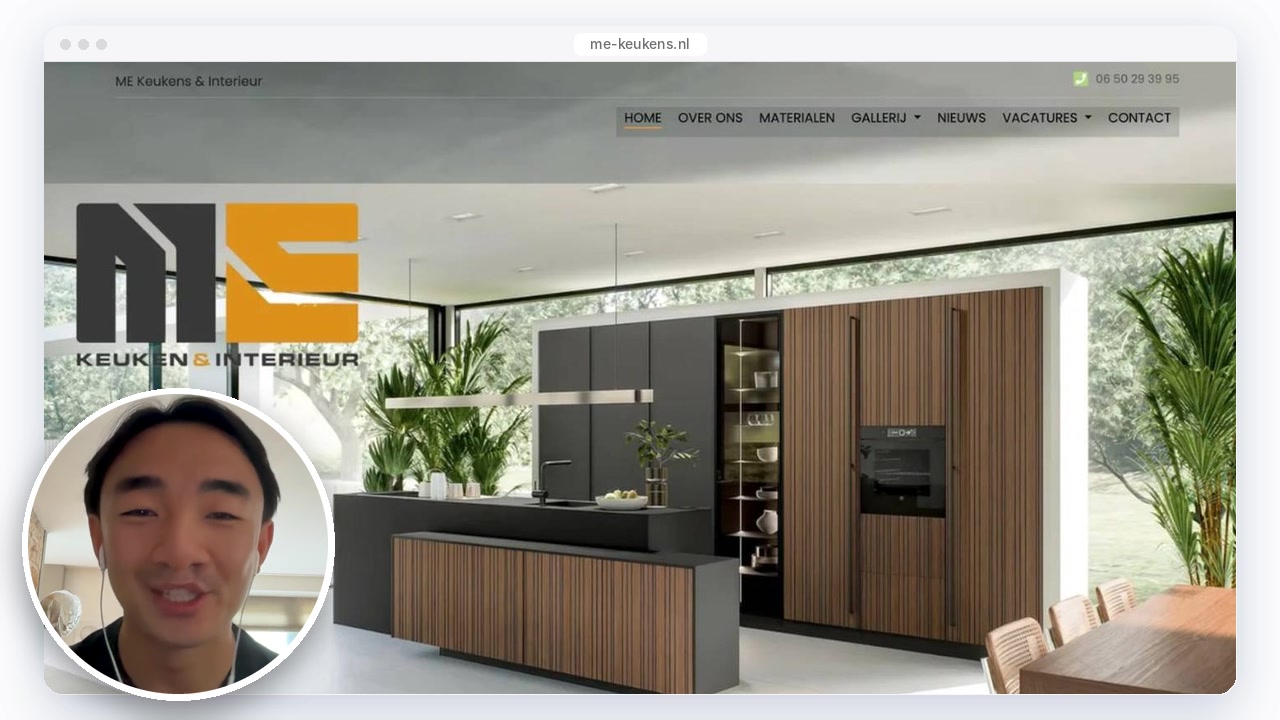 me-keukens.nl
ME Keukens & Interieur
06 50 29 39 95
HOME OVER ONS MATERIALEN GALLERIJ NIEUWS VACATURES CONTACT
ME
KEUKEN & INTERIEUR